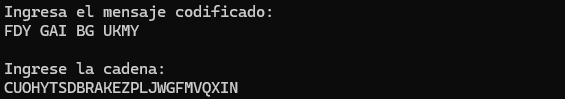 Ingresa el mensaje codificado:
FDY GAI BG UKMY
Ingrese la cadena:
CUOHYTSDBRAKEZPLJWGFMVQXIN